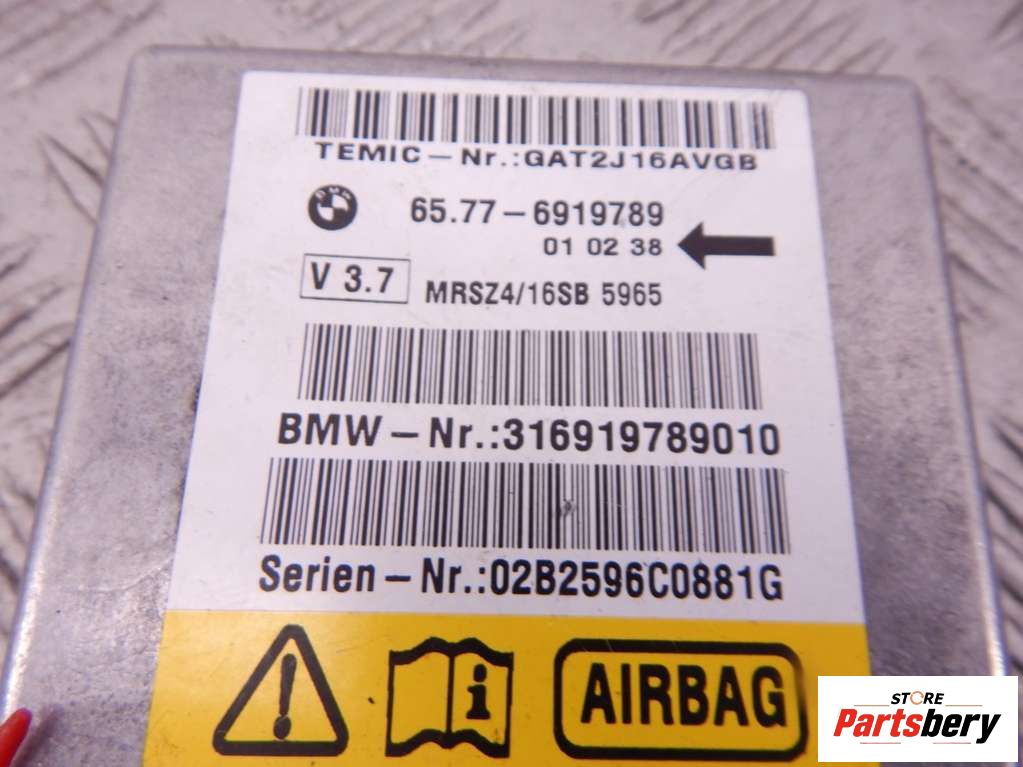 TEMIC-Nr.:GAT2J16AVGB
BMW
65.77-6919789
01 02 38
V 3.7
MRSZ4/16SB 5965
BMW-Nr.:316919789010
Serien-Nr.:02B2596C0881G
i
AIRBAG
STORE
Partsbery